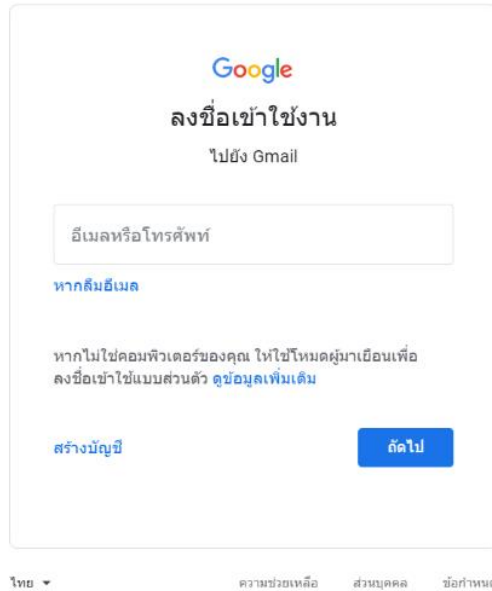 Google
ลงชื่อเข้าใช้งาน
ไปยัง Gmail
อีเมลหรือโทรศัพท์
หากลืมอีเมล
หากไม่ใช่คอมพิวเตอร์ของคุณ ให้ใช้โหมดผู้มาเยือนเพื่อ
ลงชื่อเข้าใช้แบบส่วนตัว ดูข้อมูลเพิ่มเติม
สร้างบัญชี ถัดไป
ไทย ความช่วยเหลือ ส่วนบุคคล